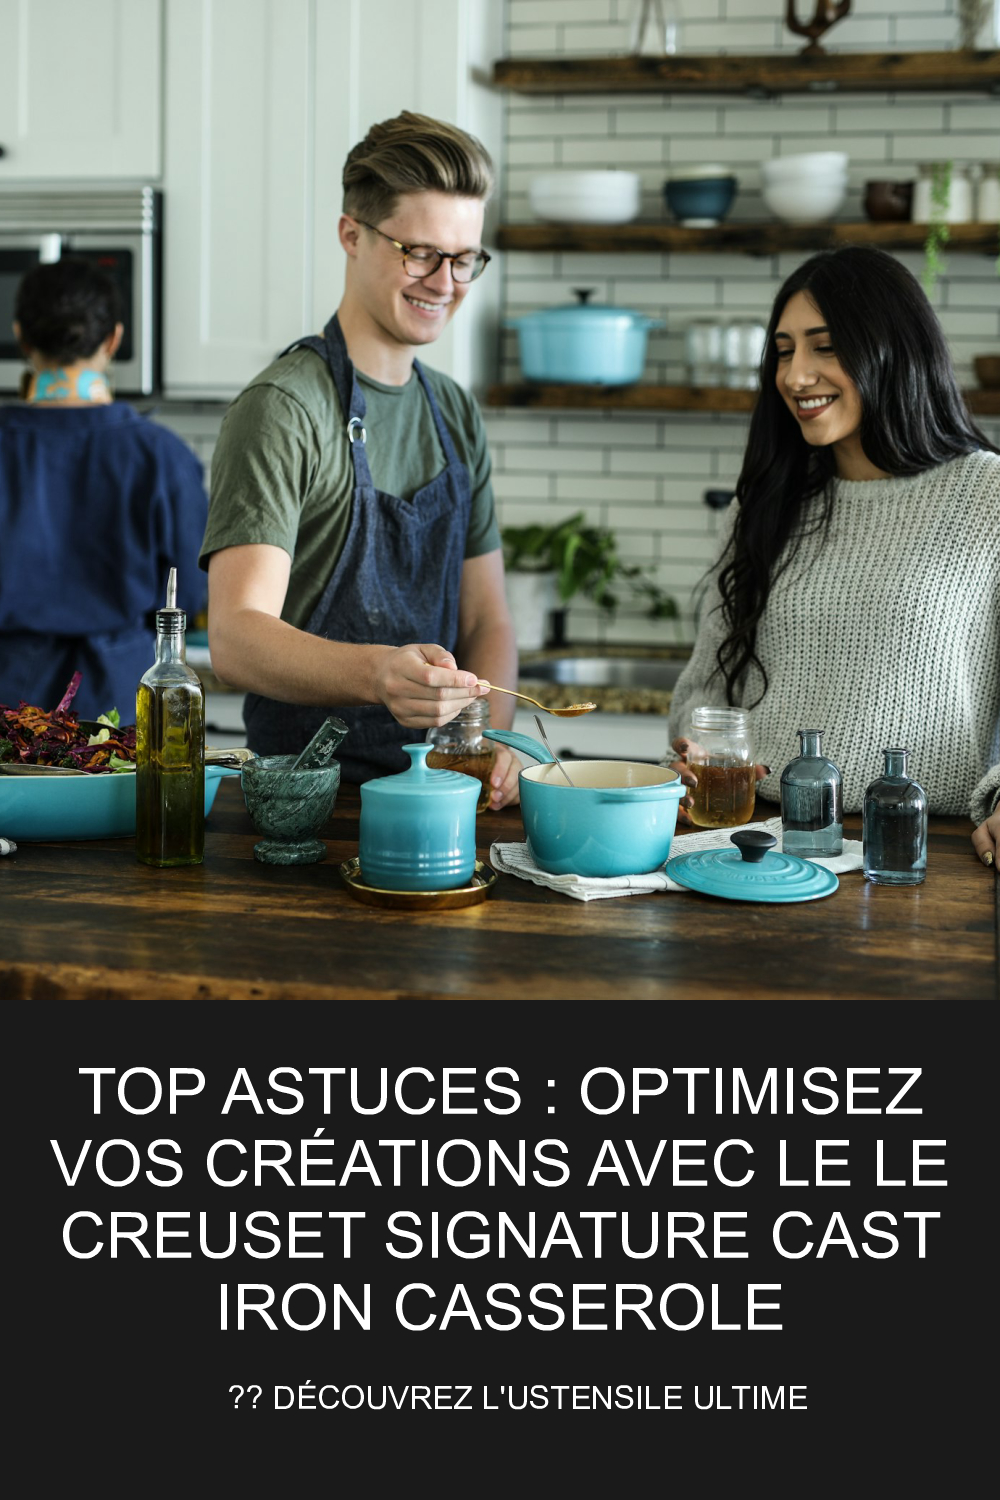 TOP ASTUCES : OPTIMISEZ
VOS CRÉATIONS AVEC LE LE
CREUSET SIGNATURE CAST
IRON CASSEROLE
?? DÉCOUVREZ L'USTENSILE ULTIME